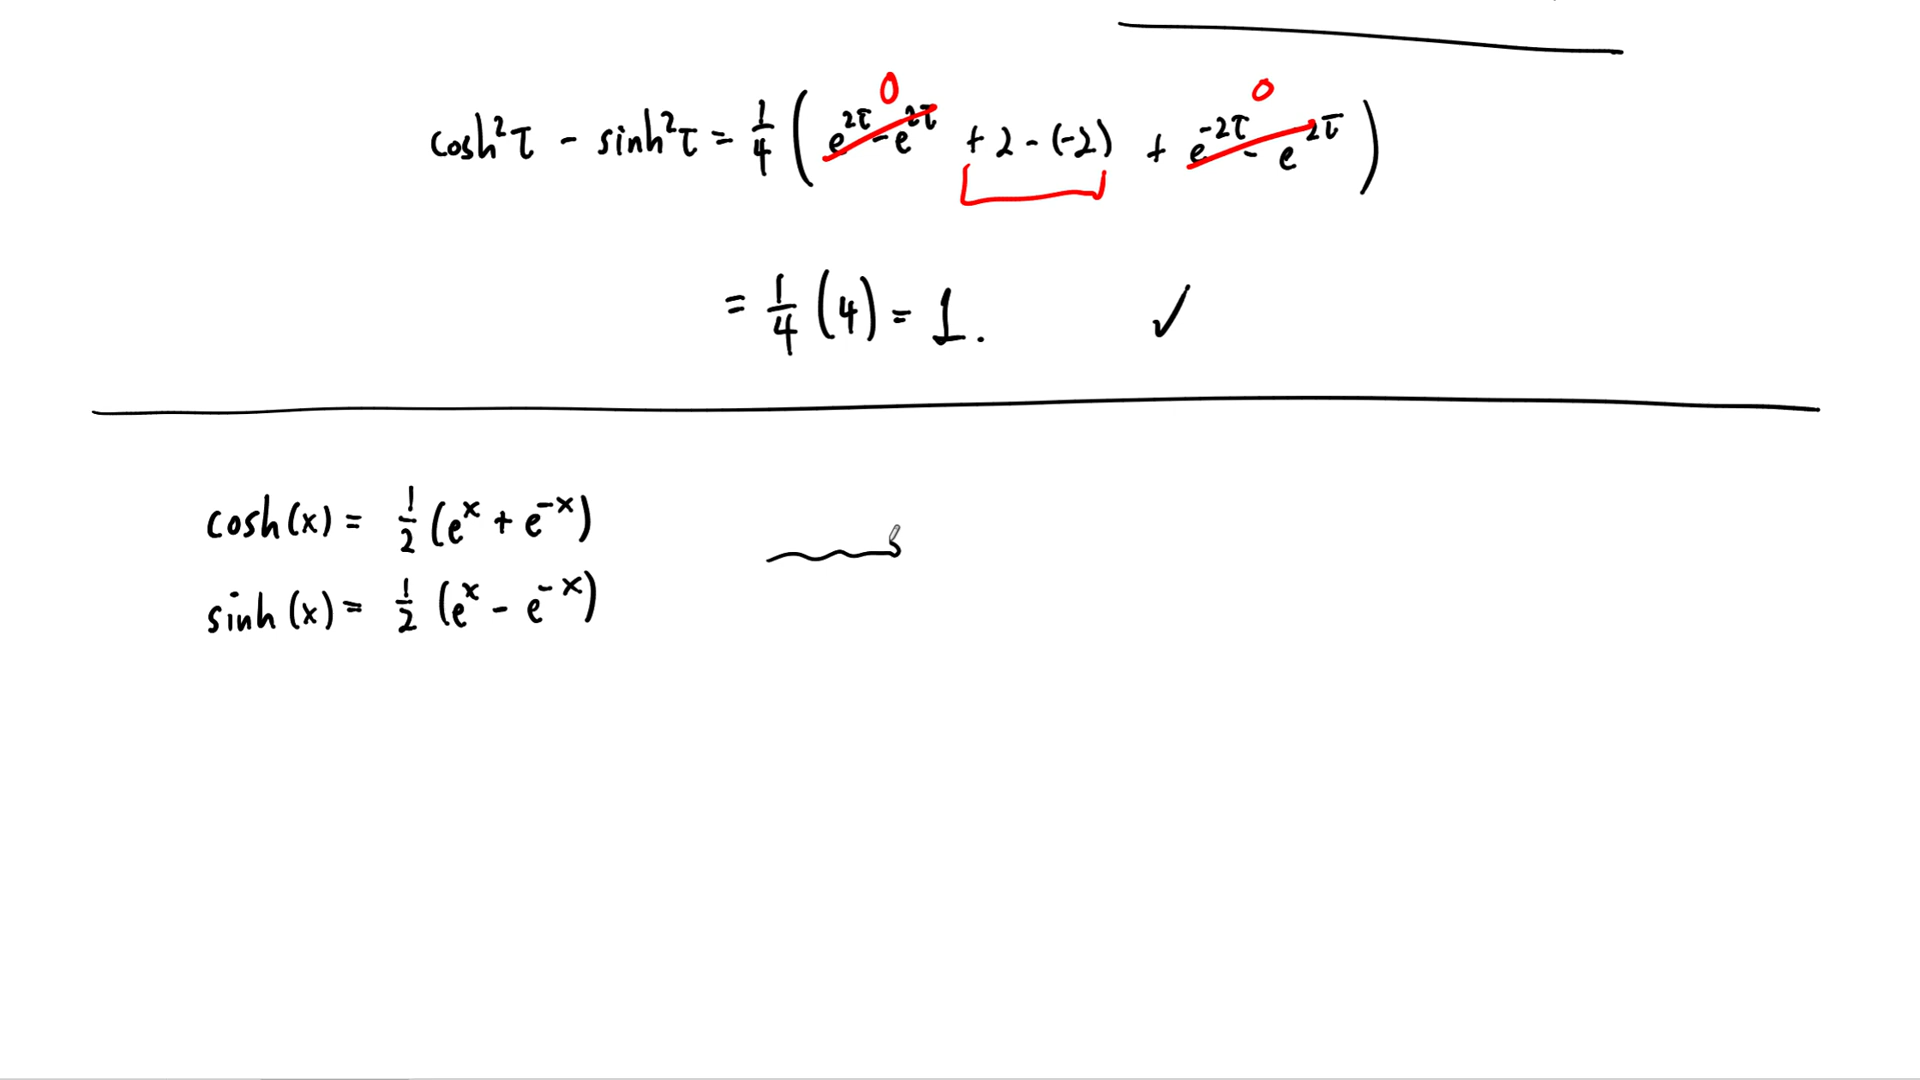 cosh²τ - sinh²τ = 1/4 ( e^{2τ} - e^{2τ} + 2 - (-2) + e^{-2τ} - e^{2τ} )
0 0
= 1/4 (4) = 1. ✓
cosh(x) = 1/2 (e^x + e^{-x})
sinh(x) = 1/2 (e^x - e^{-x})